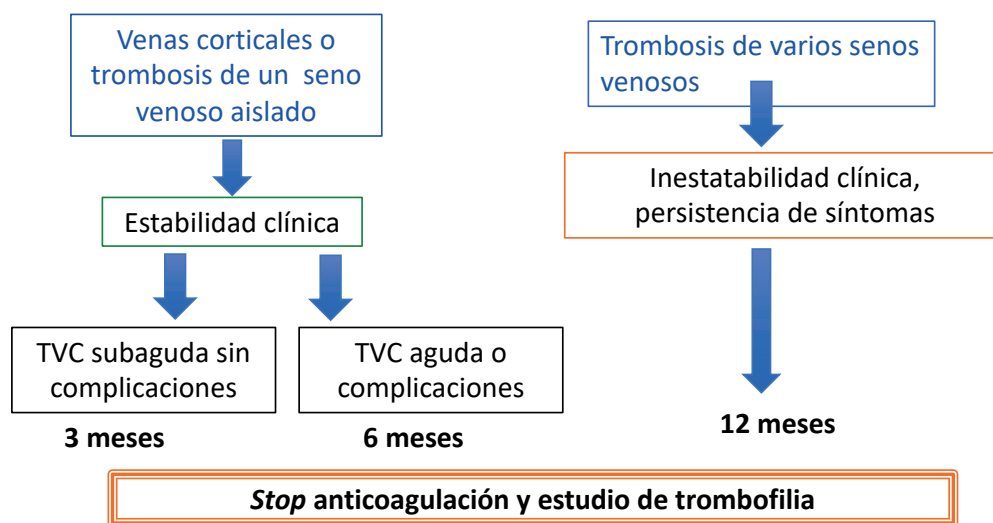 Venas corticales o
trombosis de un seno
venoso aislado
Trombosis de varios senos
venosos
Estabilidad clínica
Inestatabilidad clínica,
persistencia de síntomas
TVC subaguda sin
complicaciones
TVC aguda o
complicaciones
3 meses
6 meses
12 meses
Stop anticoagulación y estudio de trombofilia